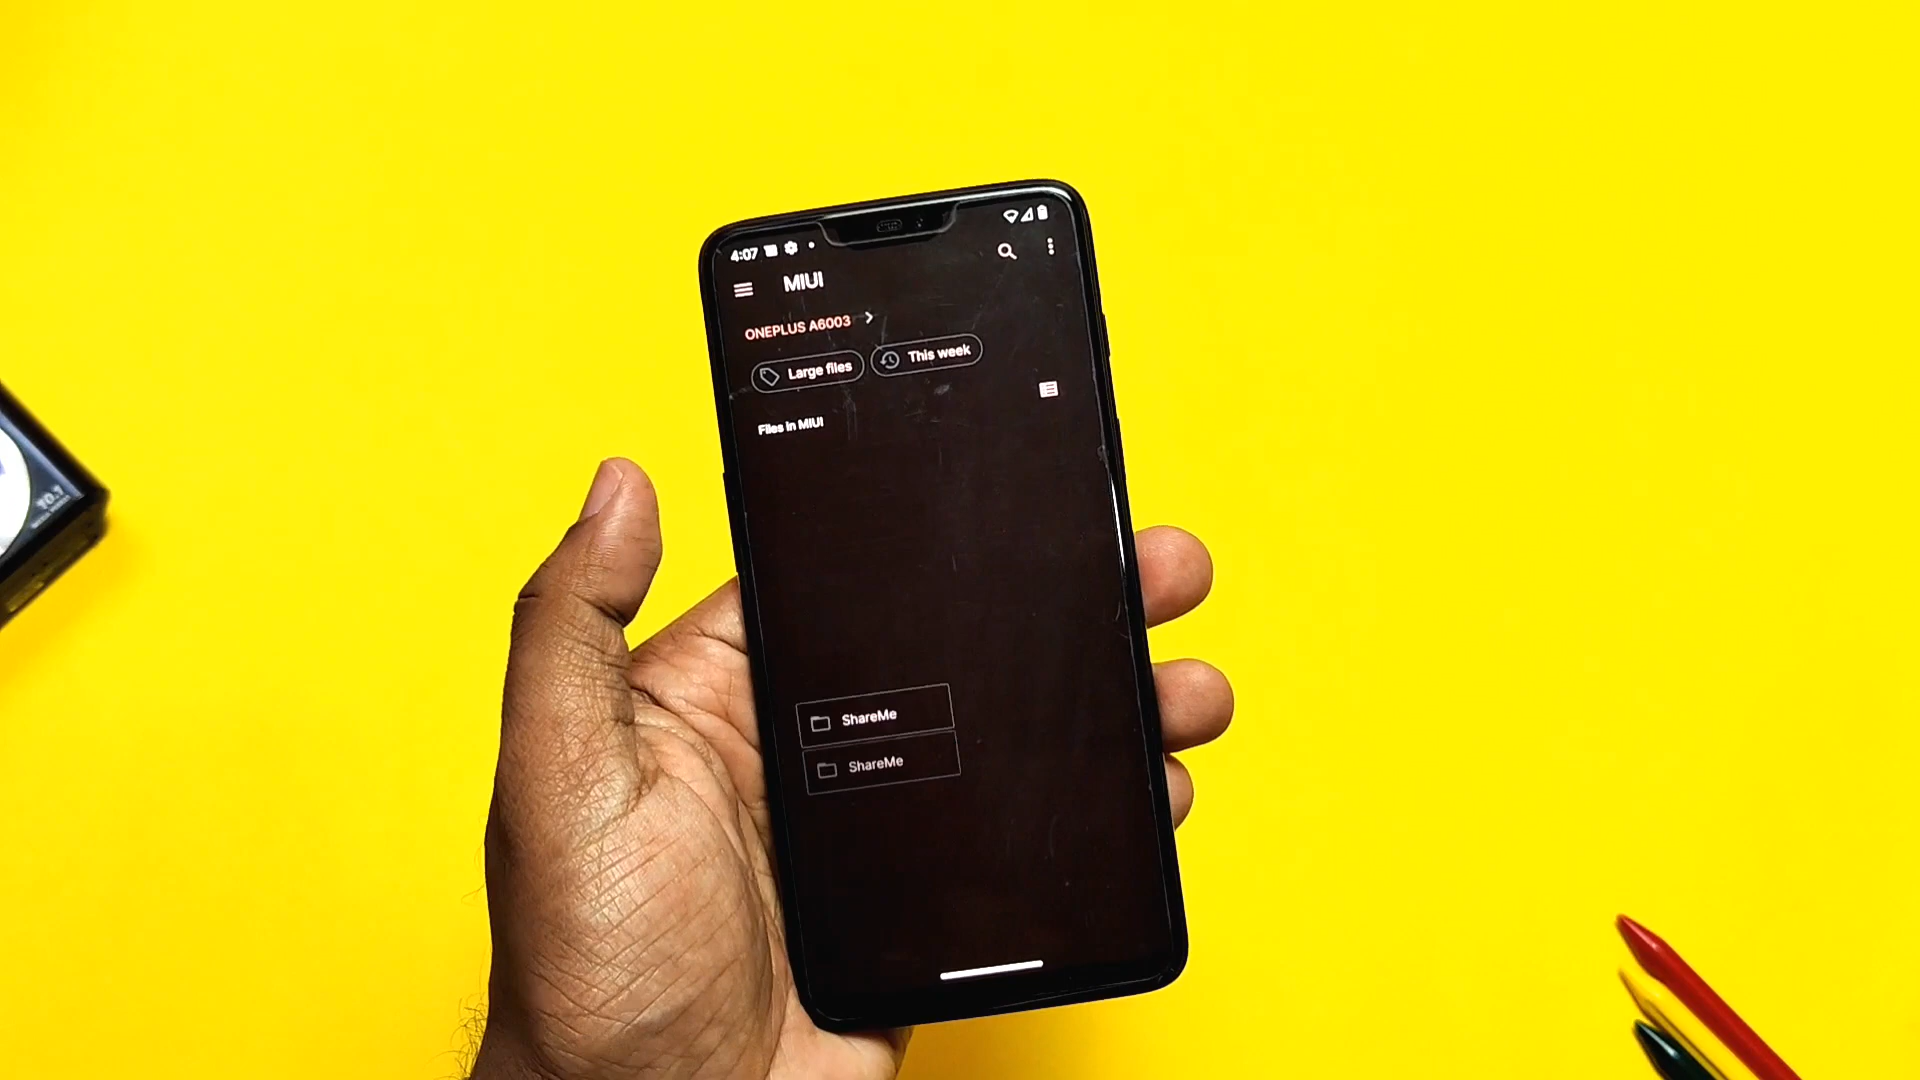 4:07
MIUI
ONEPLUS A6003
Large files
This week
Files in MIUI
ShareMe
ShareMe